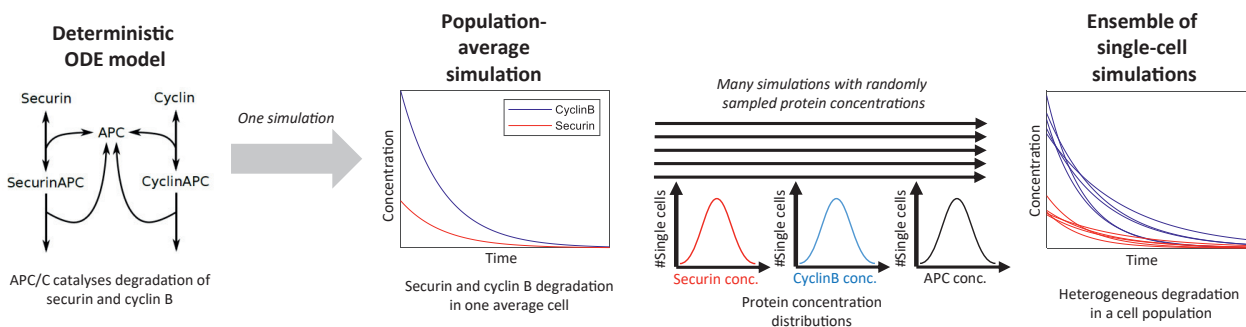 Deterministic
ODE model
Securin
Cyclin
APC
SecurinAPC
CyclinAPC
APC/C catalyses degradation of
securin and cyclin B
One simulation
Population-
average
simulation
CyclinB
Securin
Concentration
Time
Securin and cyclin B degradation
in one average cell
Many simulations with randomly
sampled protein concentrations
#Single cells
Securin conc.
#Single cells
CyclinB conc.
#Single cells
APC conc.
Protein concentration
distributions
Ensemble of
single-cell
simulations
Concentration
Time
Heterogeneous degradation
in a cell population